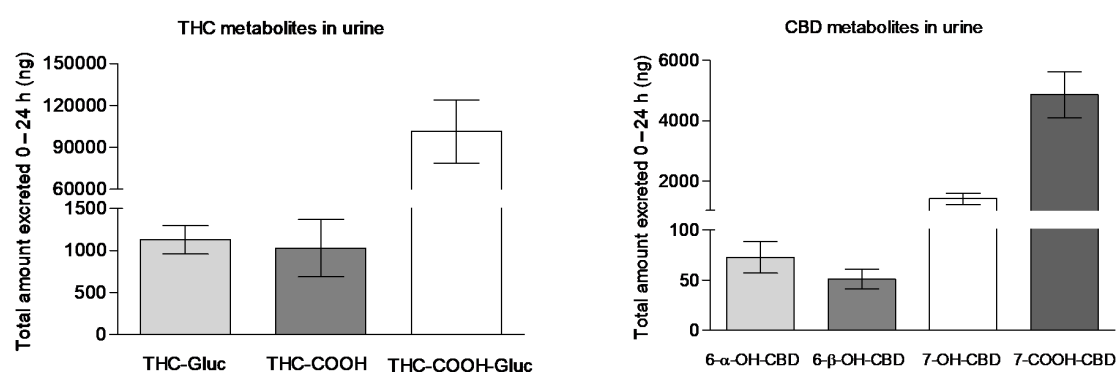 THC metabolites in urine
Total amount excreted 0–24 h (ng)
150000
120000
90000
60000
1500
1000
500
0
THC-Gluc THC-COOH THC-COOH-Gluc
CBD metabolites in urine
Total amount excreted 0–24 h (ng)
6000
4000
2000
100
50
0
6-α-OH-CBD 6-β-OH-CBD 7-OH-CBD 7-COOH-CBD